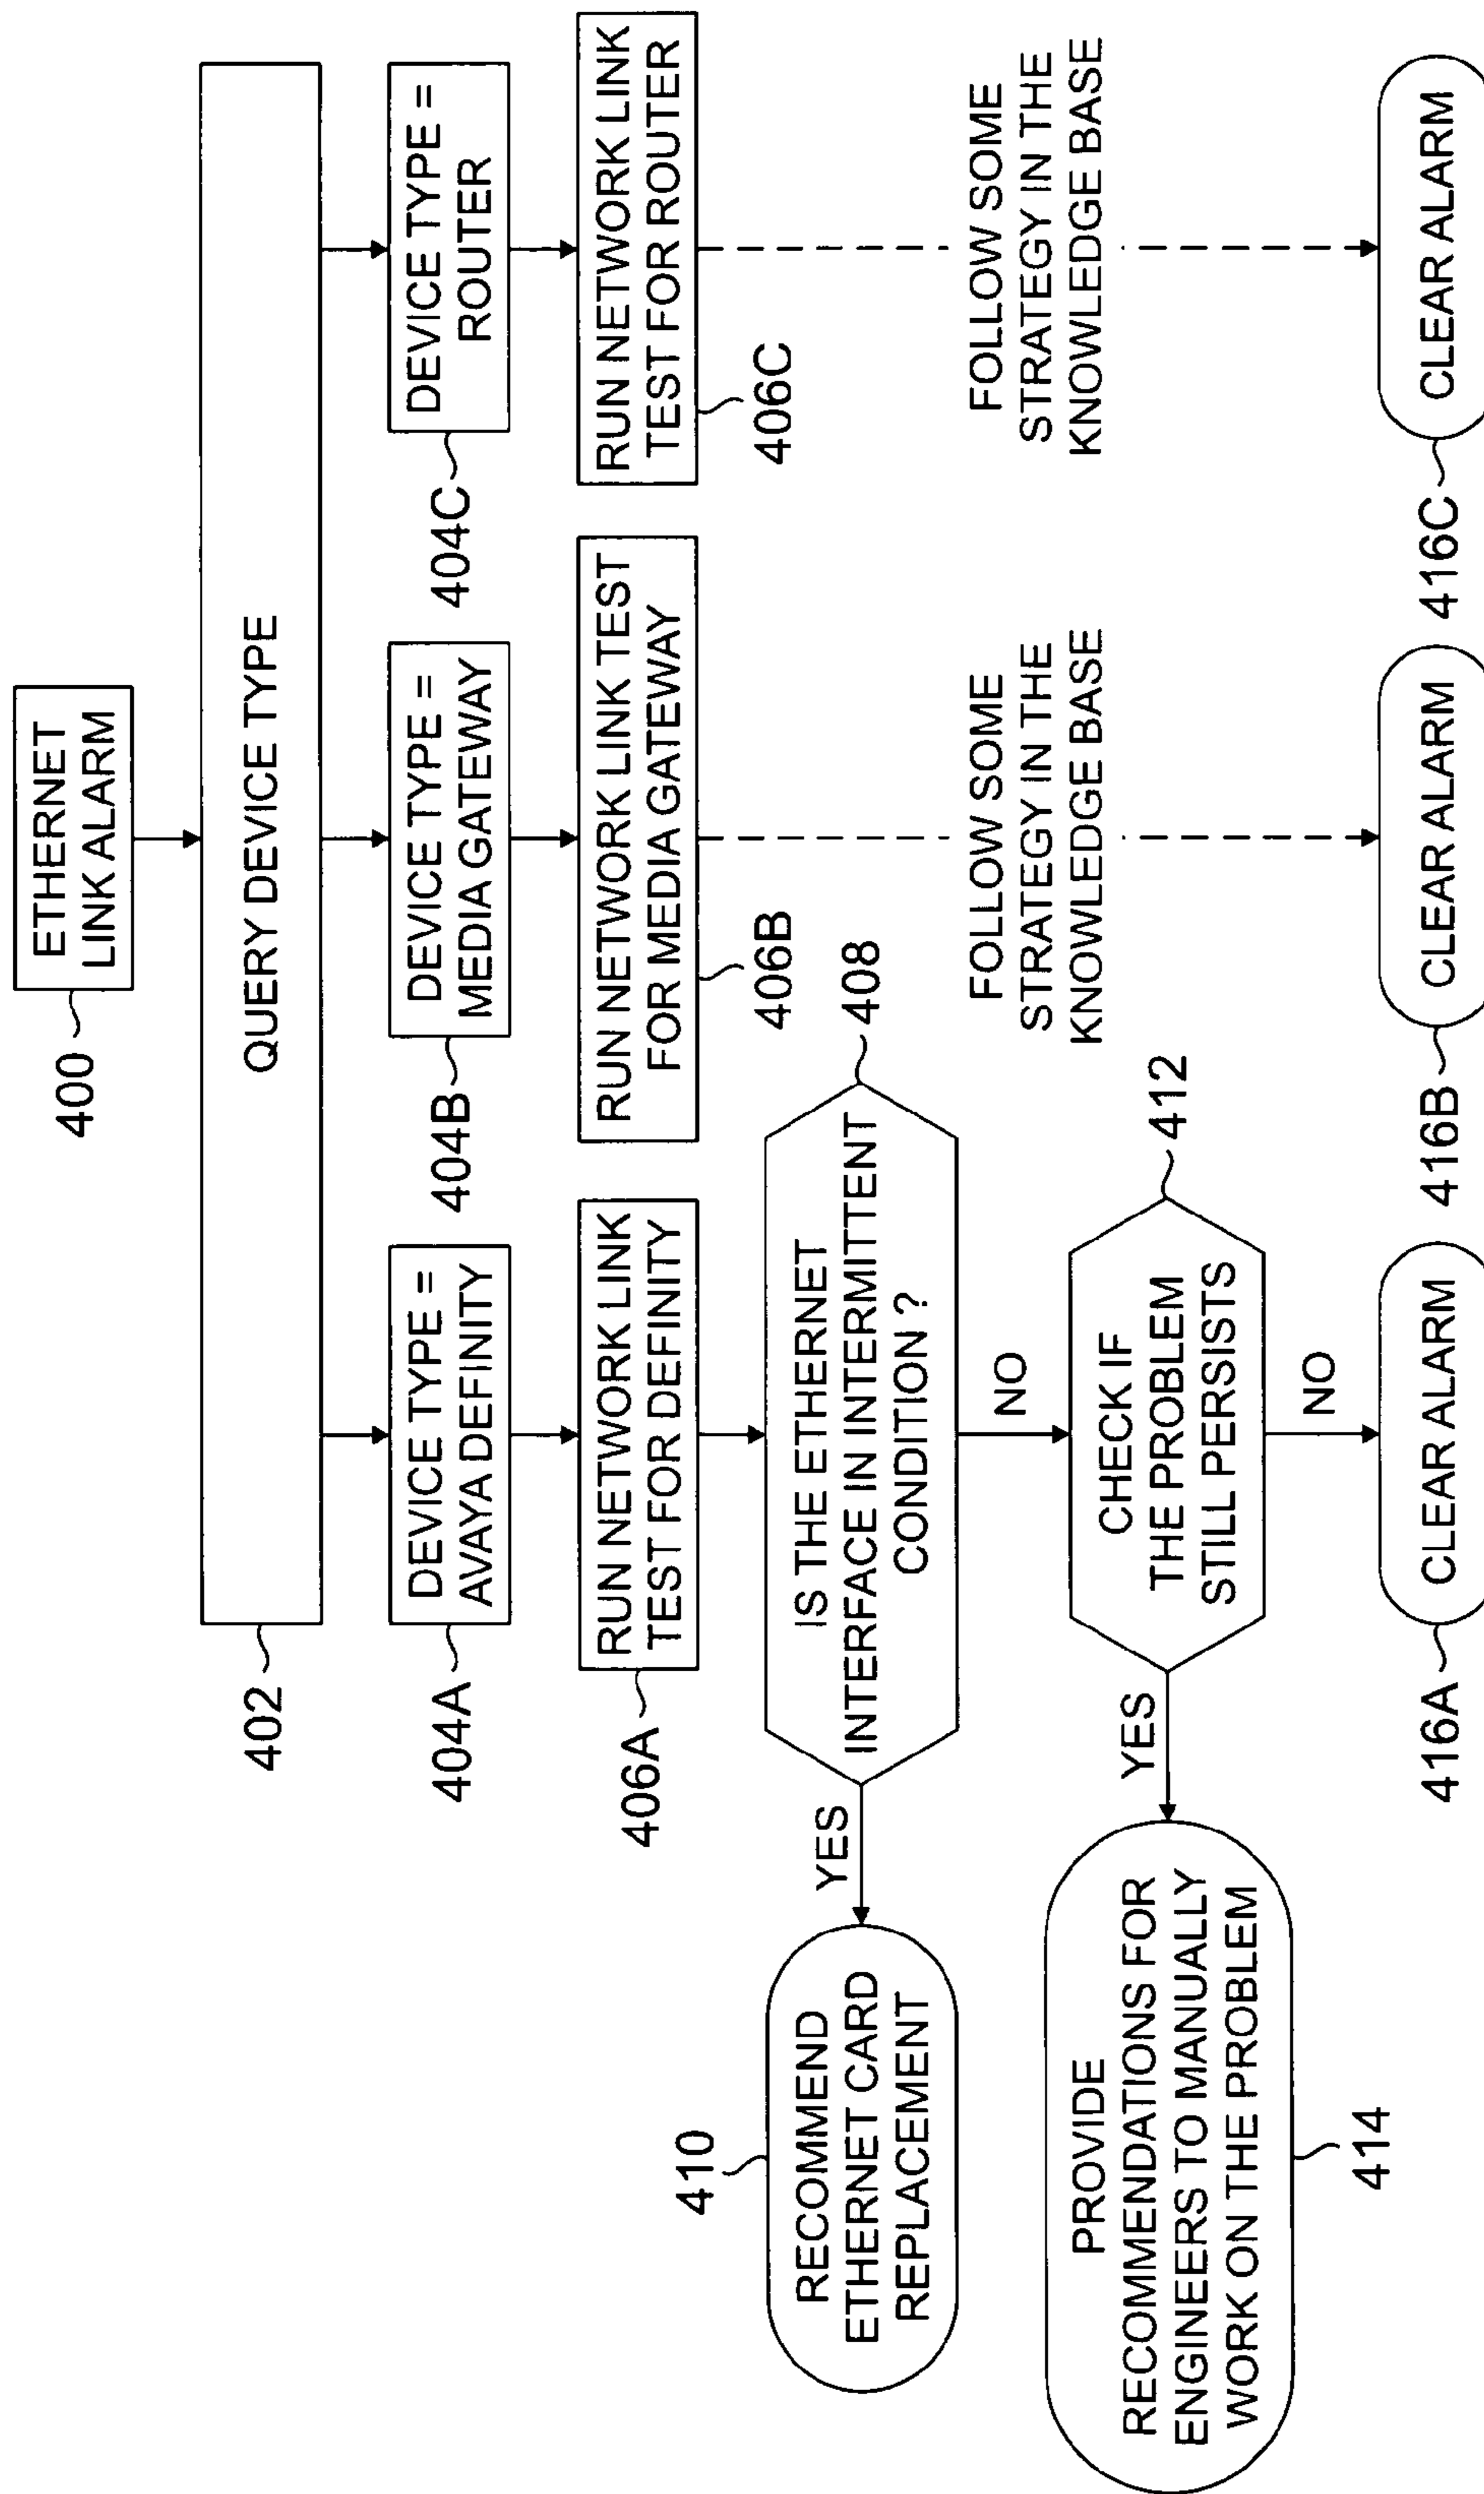 ETHERNET
LINK ALARM
400
QUERY DEVICE TYPE
402
DEVICE TYPE =
AVAYA DEFINITY
404A
DEVICE TYPE =
MEDIA GATEWAY
404B
DEVICE TYPE =
ROUTER
404C
RUN NETWORK LINK
TEST FOR DEFINITY
406A
RUN NETWORK LINK TEST
FOR MEDIA GATEWAY
406B
RUN NETWORK LINK
TEST FOR ROUTER
406C
IS THE ETHERNET
INTERFACE IN INTERMITTENT
CONDITION ?
408
YES
RECOMMEND
ETHERNET CARD
REPLACEMENT
410
NO
FOLLOW SOME
STRATEGY IN THE
KNOWLEDGE BASE
FOLLOW SOME
STRATEGY IN THE
KNOWLEDGE BASE
CHECK IF
THE PROBLEM
STILL PERSISTS
412
YES
PROVIDE
RECOMMENDATIONS FOR
ENGINEERS TO MANUALLY
WORK ON THE PROBLEM
414
NO
CLEAR ALARM
416A
CLEAR ALARM
416B
CLEAR ALARM
416C